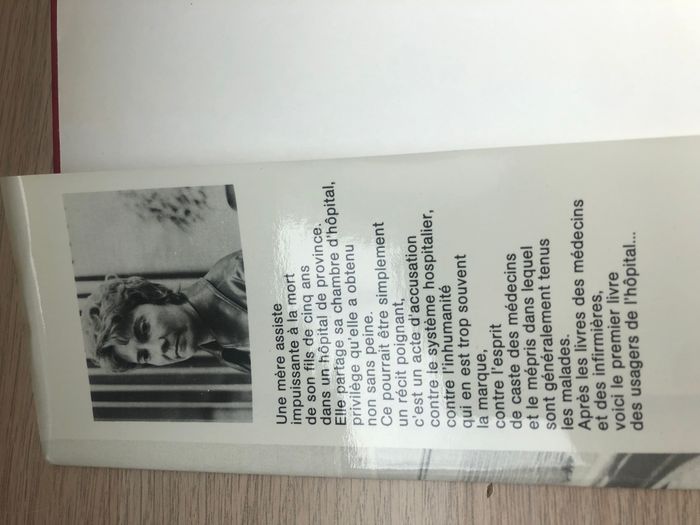 Une mère assiste
impuissante à la mort
de son fils de cinq ans
dans un hôpital de province.
Elle partage sa chambre d'hôpital,
privilège qu'elle a obtenu
non sans peine.
Ce pourrait être simplement
un récit poignant,
c'est un acte d'accusation
contre le système hospitalier,
contre l'inhumanité
qui en est trop souvent
la marque,
contre l'esprit
de caste des médecins
et le mépris dans lequel
sont généralement tenus
les malades.
Après les livres des médecins
et des infirmières,
voici le premier livre
des usagers de l'hôpital...